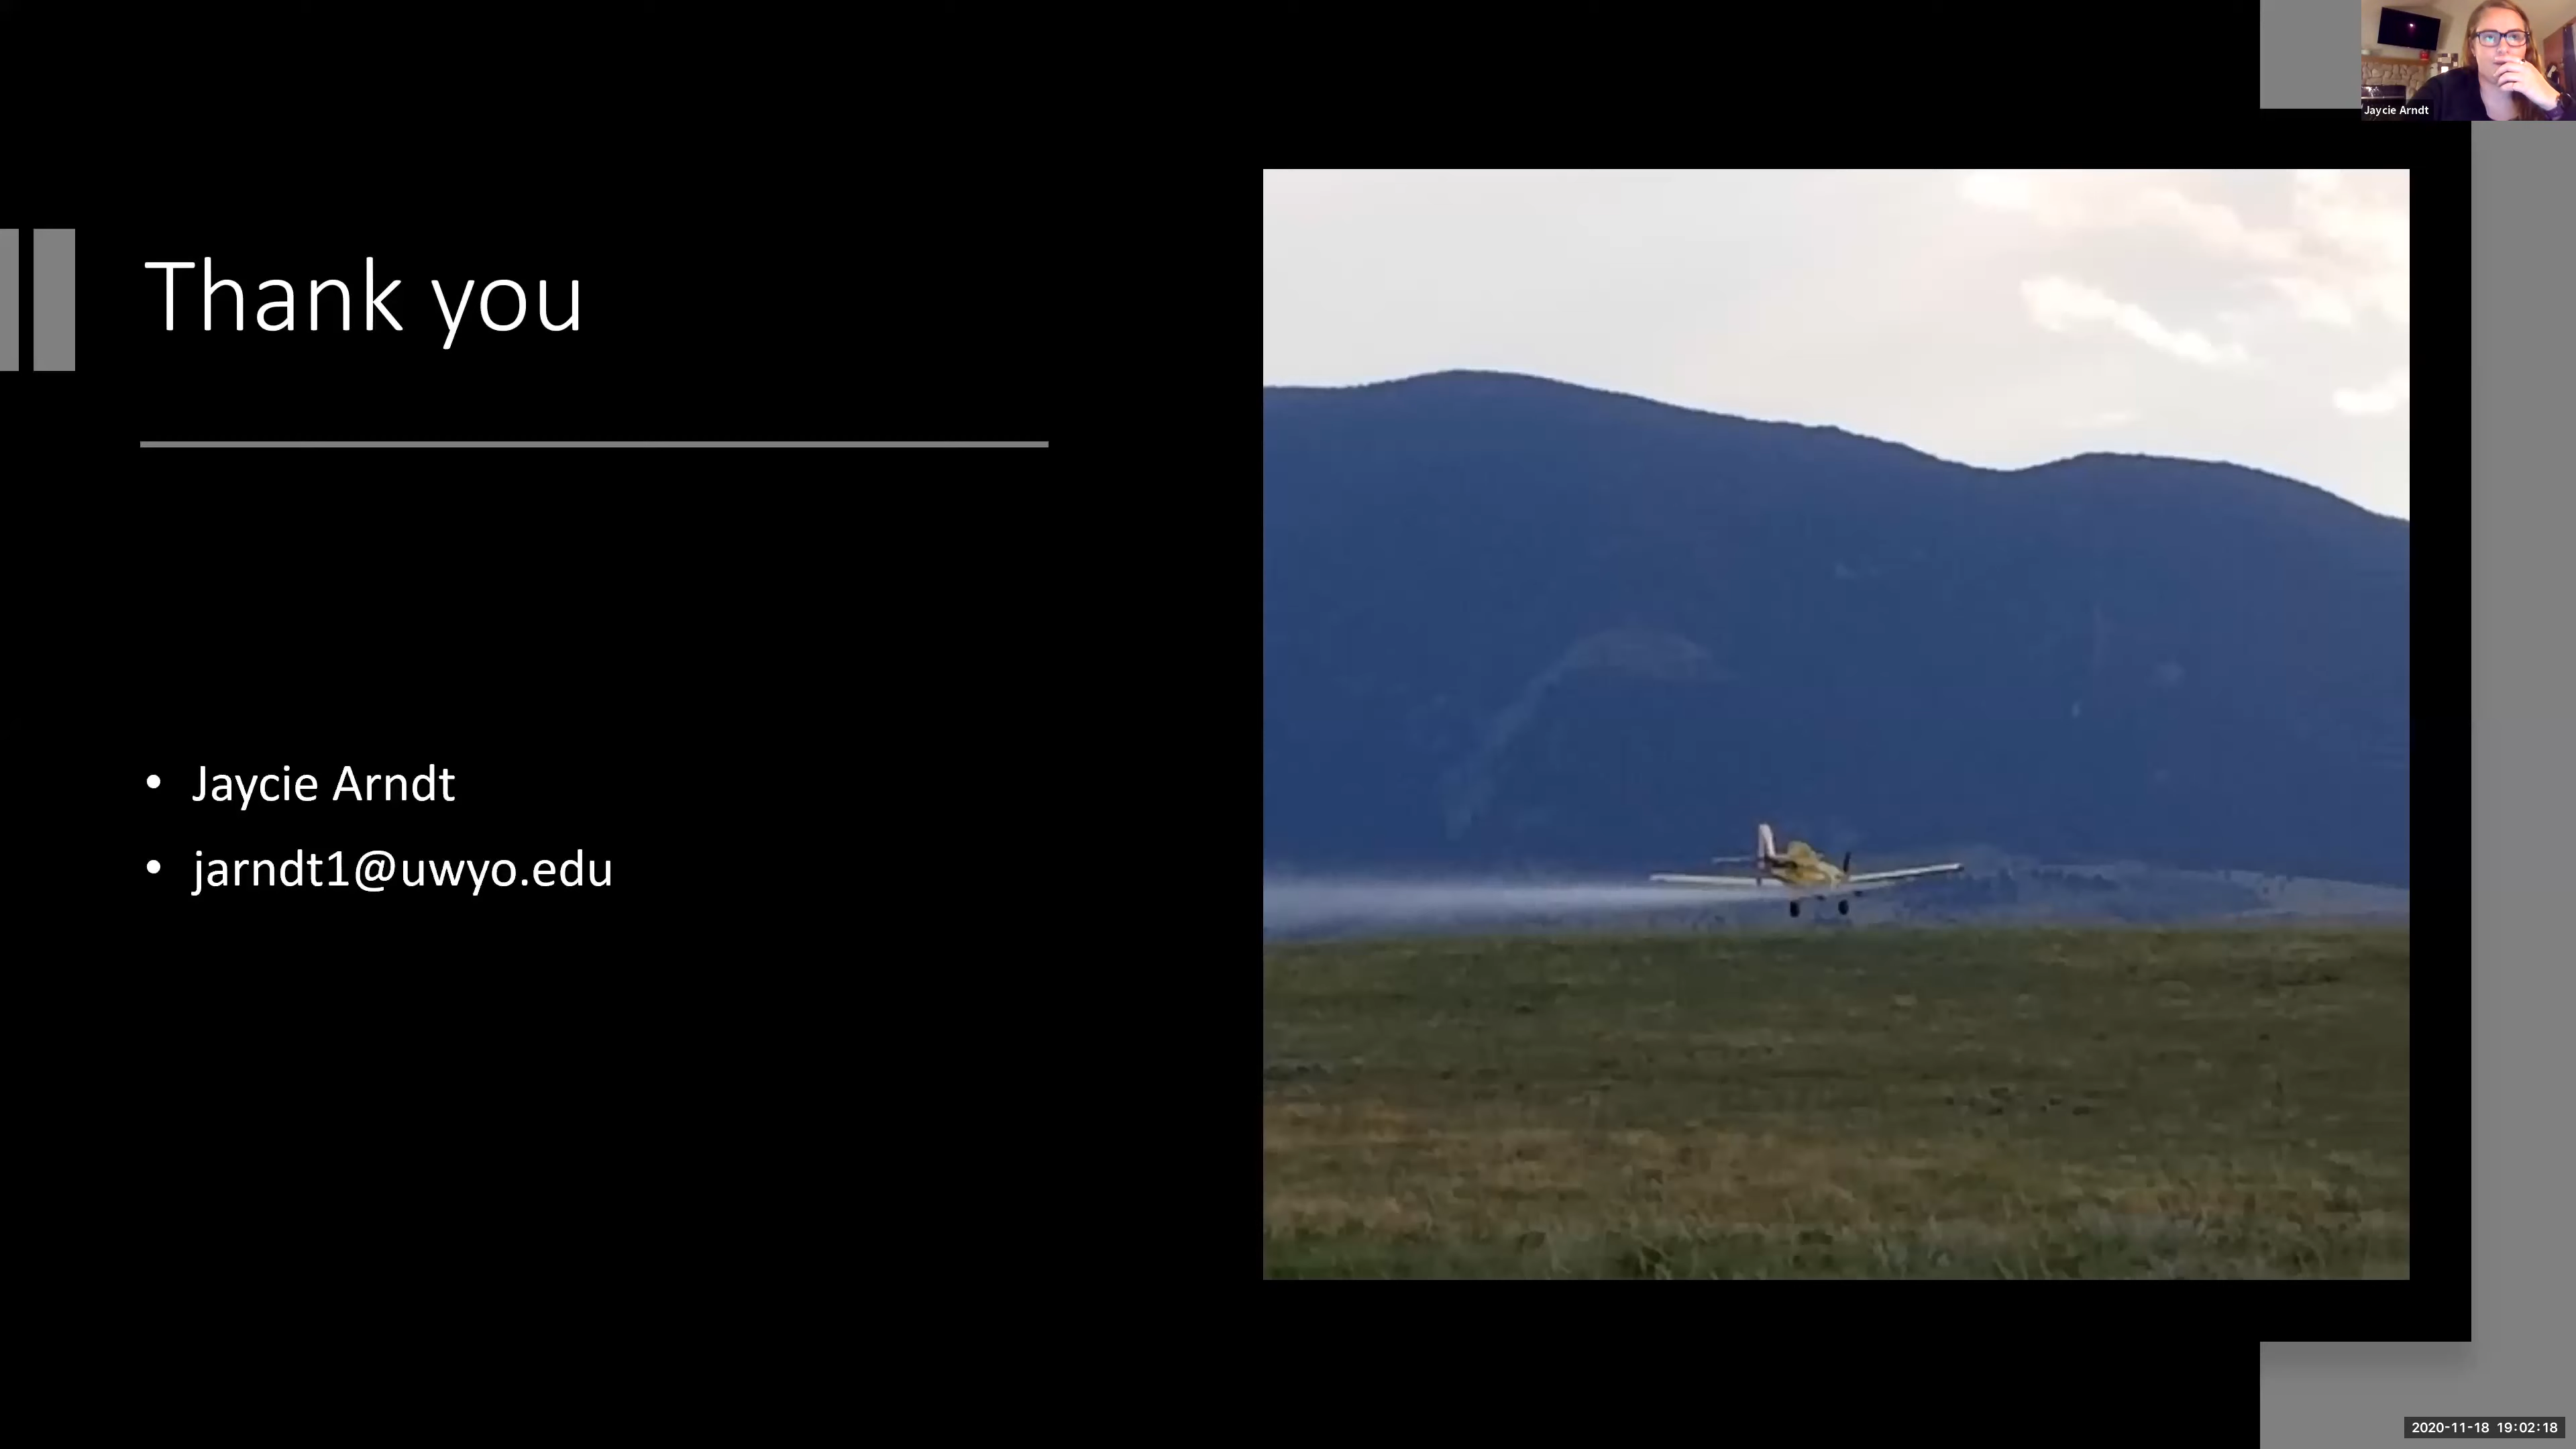 Jaycie Arndt
Thank you
• Jaycie Arndt
• jarndt1@uwyo.edu
2020-11-18 19:02:18